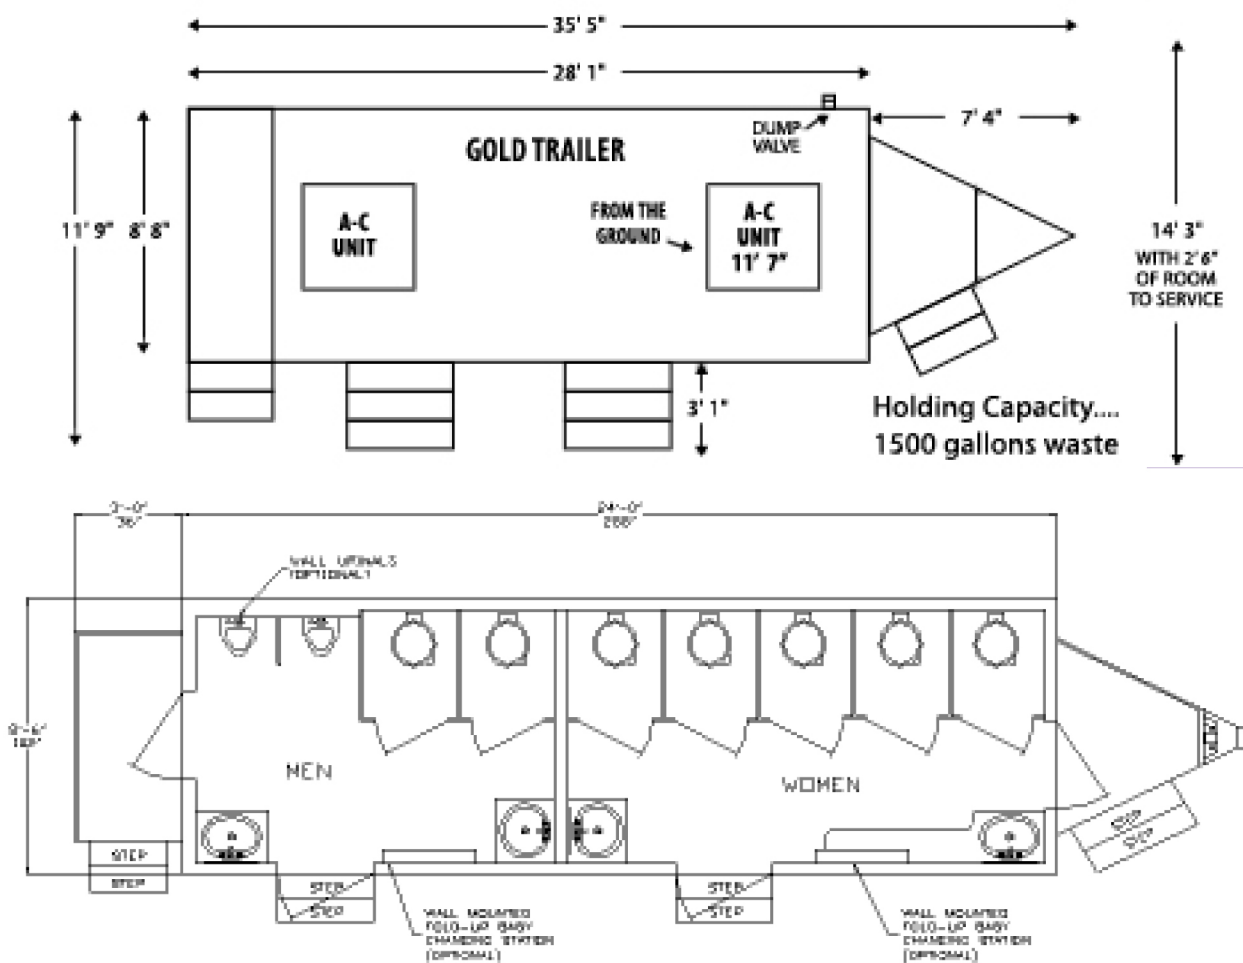 35' 5"
28' 1"
7' 4"
DUMP
VALVE
GOLD TRAILER
11' 9"
8' 8"
A-C
UNIT
FROM THE
GROUND
A-C
UNIT
11' 7"
14' 3"
WITH 2'6"
OF ROOM
TO SERVICE
3' 1"
Holding Capacity....
1500 gallons waste
3'-0"
36"
24'-0"
288"
WALL URINALS
(OPTIONAL)
MEN
WOMEN
STEP
STEP
STEP
STEP
STEP
STEP
STEP
STEP
WALL MOUNTED
FOLD-UP BABY
CHANGING STATION
(OPTIONAL)
WALL MOUNTED
FOLD-UP BABY
CHANGING STATION
(OPTIONAL)